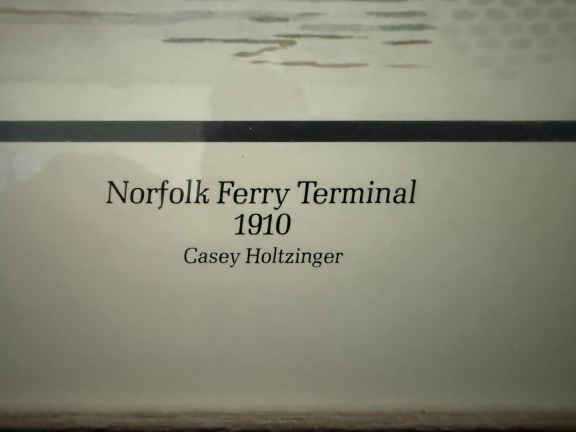 Norfolk Ferry Terminal
1910
Casey Holtzinger